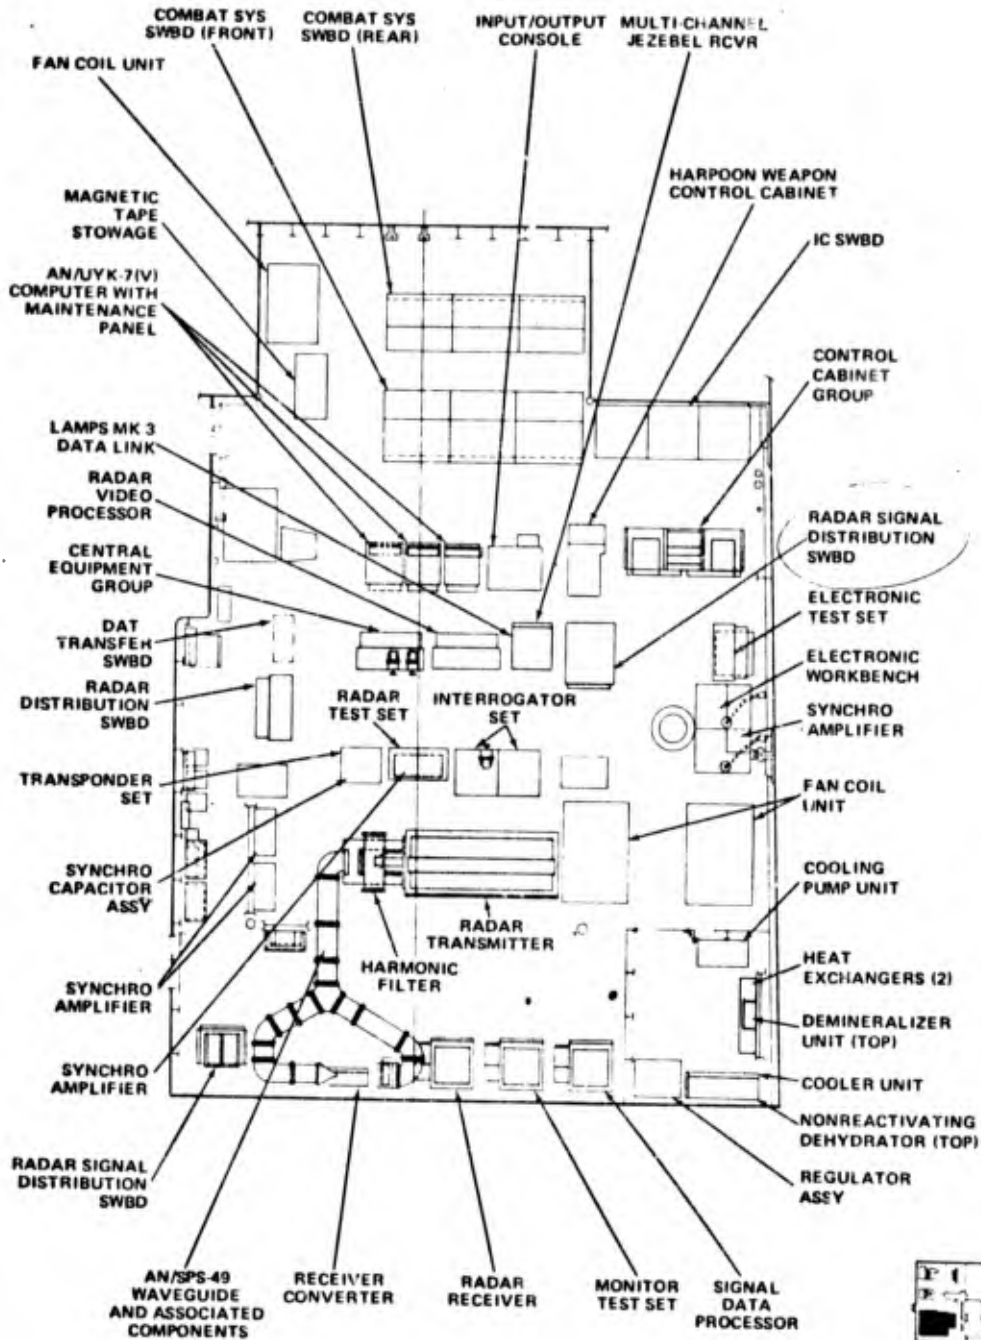 COMBAT SYS
SWBD (FRONT)
COMBAT SYS
SWBD (REAR)
INPUT/OUTPUT
CONSOLE
MULTI-CHANNEL
JEZEBEL RCVR
FAN COIL UNIT
HARPOON WEAPON
CONTROL CABINET
MAGNETIC
TAPE
STOWAGE
IC SWBD
AN/UYK-7(V)
COMPUTER WITH
MAINTENANCE
PANEL
CONTROL
CABINET
GROUP
LAMPS MK 3
DATA LINK
RADAR
VIDEO
PROCESSOR
RADAR SIGNAL
DISTRIBUTION
SWBD
CENTRAL
EQUIPMENT
GROUP
ELECTRONIC
TEST SET
DAT
TRANSFER
SWBD
ELECTRONIC
WORKBENCH
RADAR
DISTRIBUTION
SWBD
RADAR
TEST SET
INTERROGATOR
SET
SYNCHRO
AMPLIFIER
TRANSPONDER
SET
FAN COIL
UNIT
SYNCHRO
CAPACITOR
ASSY
COOLING
PUMP UNIT
RADAR
TRANSMITTER
HARMONIC
FILTER
SYNCHRO
AMPLIFIER
HEAT
EXCHANGERS (2)
DEMINERALIZER
UNIT (TOP)
SYNCHRO
AMPLIFIER
COOLER UNIT
NONREACTIVATING
DEHYDRATOR (TOP)
RADAR SIGNAL
DISTRIBUTION
SWBD
REGULATOR
ASSY
AN/SPS-49
WAVEGUIDE
AND ASSOCIATED
COMPONENTS
RECEIVER
CONVERTER
RADAR
RECEIVER
MONITOR
TEST SET
SIGNAL
DATA
PROCESSOR